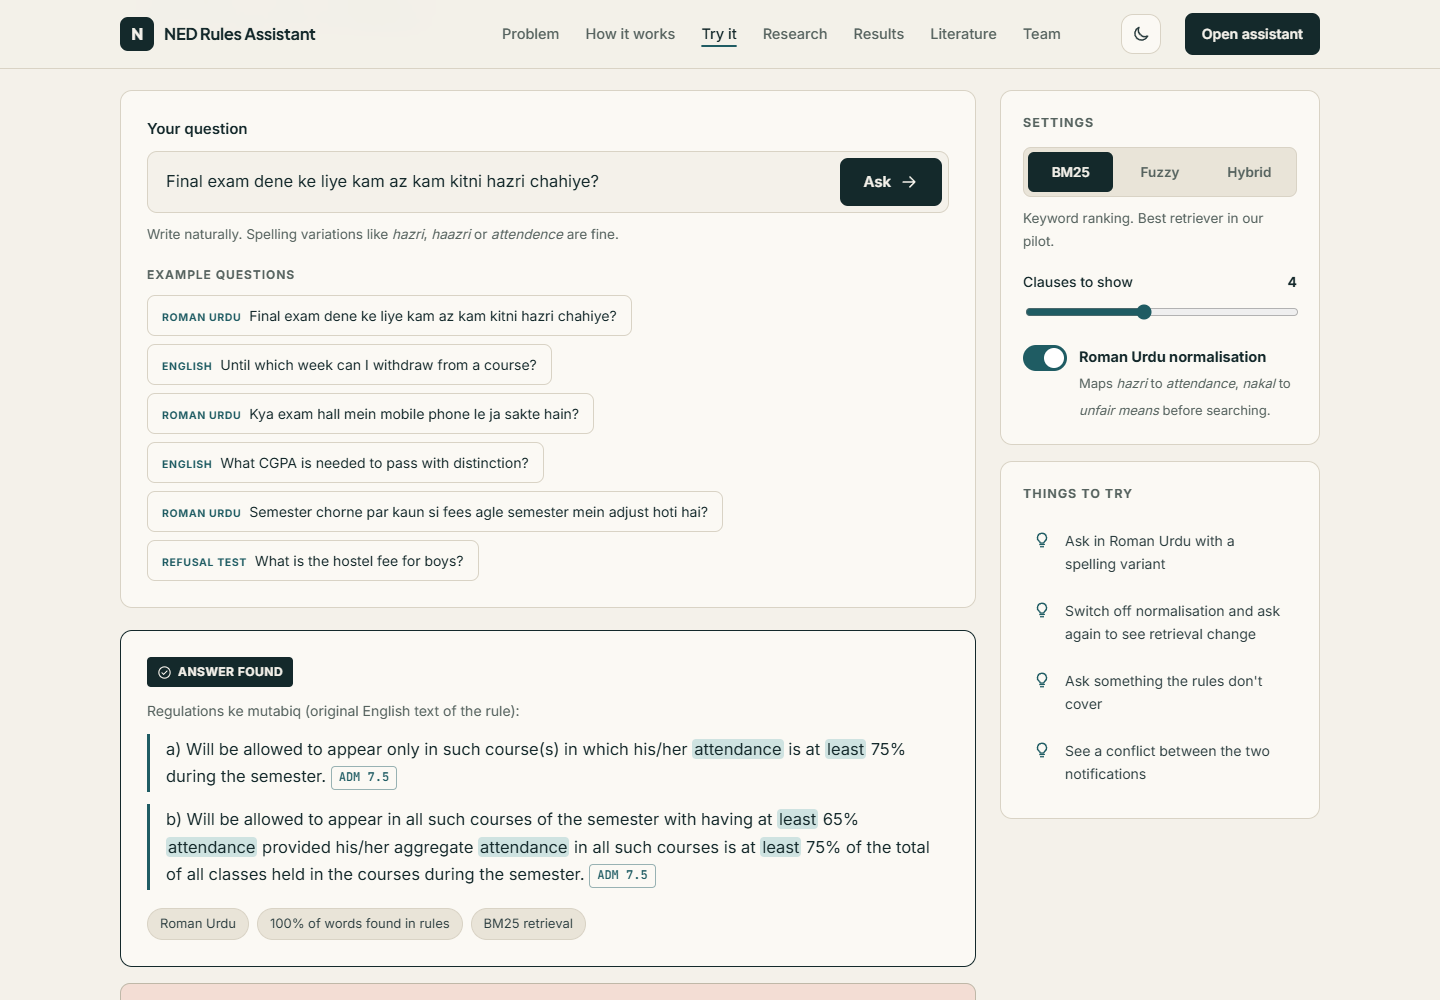 N NED Rules Assistant
Problem How it works Try it Research Results Literature Team
Open assistant
Your question
Final exam dene ke liye kam az kam kitni hazri chahiye?
Ask
Write naturally. Spelling variations like hazri, haazri or attendence are fine.
EXAMPLE QUESTIONS
ROMAN URDU Final exam dene ke liye kam az kam kitni hazri chahiye?
ENGLISH Until which week can I withdraw from a course?
ROMAN URDU Kya exam hall mein mobile phone le ja sakte hain?
ENGLISH What CGPA is needed to pass with distinction?
ROMAN URDU Semester chorne par kaun si fees agle semester mein adjust hoti hai?
REFUSAL TEST What is the hostel fee for boys?
ANSWER FOUND
Regulations ke mutabiq (original English text of the rule):
a) Will be allowed to appear only in such course(s) in which his/her attendance is at least 75%
during the semester. ADM 7.5
b) Will be allowed to appear in all such courses of the semester with having at least 65%
attendance provided his/her aggregate attendance in all such courses is at least 75% of the total
of all classes held in the courses during the semester. ADM 7.5
Roman Urdu 100% of words found in rules BM25 retrieval
SETTINGS
BM25 Fuzzy Hybrid
Keyword ranking. Best retriever in our
pilot.
Clauses to show 4
Roman Urdu normalisation
Maps hazri to attendance, nakal to
unfair means before searching.
THINGS TO TRY
Ask in Roman Urdu with a
spelling variant
Switch off normalisation and ask
again to see retrieval change
Ask something the rules don't
cover
See a conflict between the two
notifications